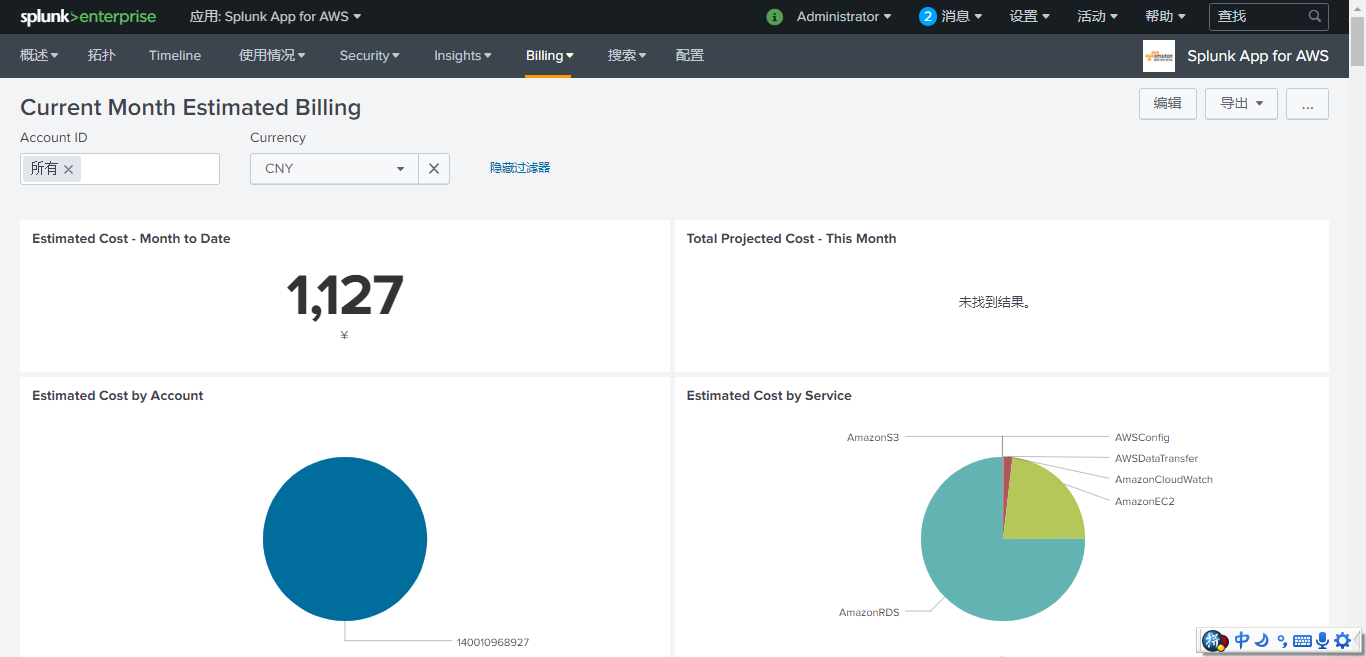 splunk>enterprise 应用: Splunk App for AWS Administrator 2 消息 设置 活动 帮助 查找
概述 拓扑 Timeline 使用情况 Security Insights Billing 搜索 配置 Splunk App for AWS
Current Month Estimated Billing 编辑 导出 ...
Account ID Currency
所有 CNY 隐藏过滤器
Estimated Cost - Month to Date
1,127
¥
Total Projected Cost - This Month
未找到结果。
Estimated Cost by Account
140010968927
Estimated Cost by Service
AmazonS3 AWSConfig
AWSDataTransfer
AmazonCloudWatch
AmazonEC2
AmazonRDS
拼 中